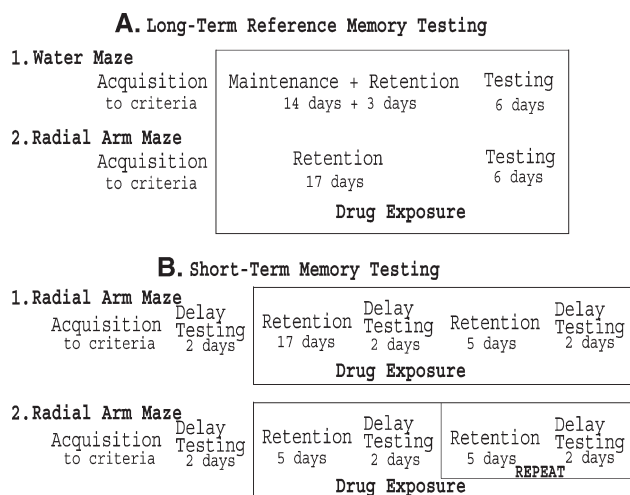 A. Long-Term Reference Memory Testing
1. Water Maze
Acquisition Maintenance + Retention Testing
to criteria 14 days + 3 days 6 days
2. Radial Arm Maze
Acquisition Retention Testing
to criteria 17 days 6 days
Drug Exposure
B. Short-Term Memory Testing
1. Radial Arm Maze
Delay Delay Delay
Acquisition Testing Retention Testing Retention Testing
to criteria 2 days 17 days 2 days 5 days 2 days
Drug Exposure
2. Radial Arm Maze
Delay Delay Delay
Acquisition Testing Retention Testing Retention Testing
to criteria 2 days 5 days 2 days 5 days 2 days
REPEAT
Drug Exposure